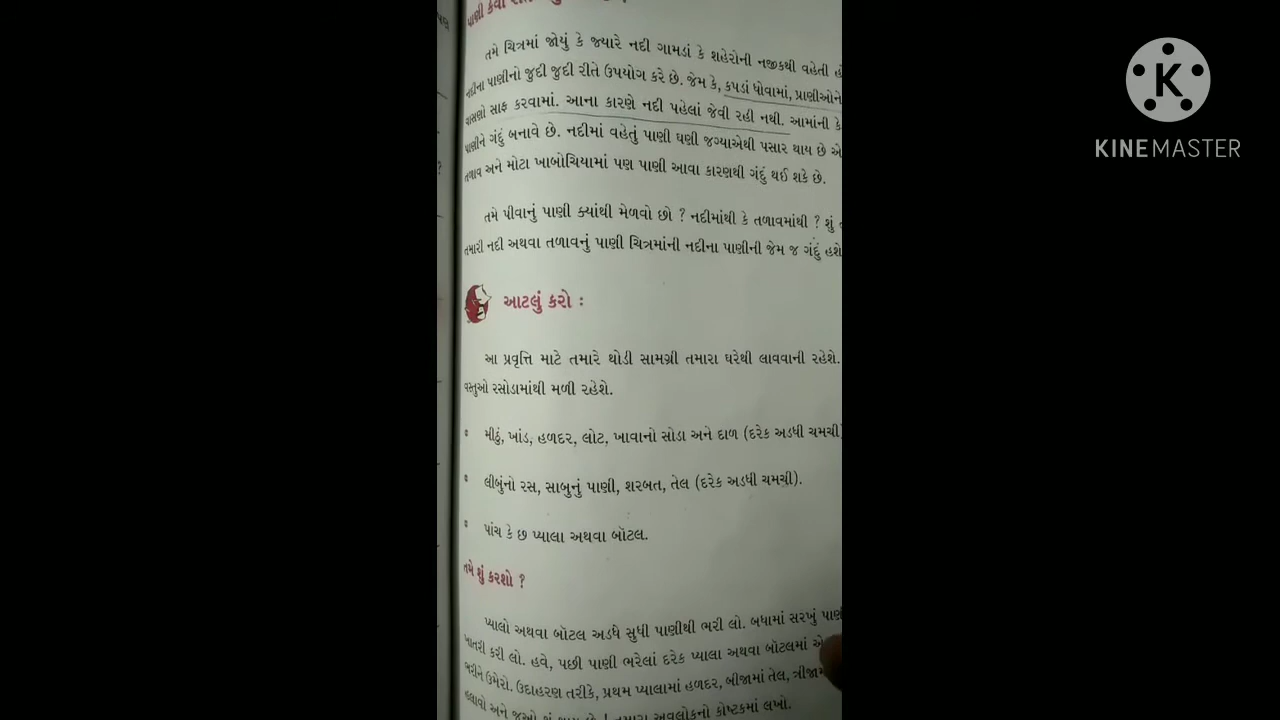 પાણી કેવી
તમે ચિત્રમાં જોયું કે જ્યારે નદી ગામડાં કે શહેરોની નજીકથી વહેતી
નદીના પાણીનો જુદી જુદી રીતે ઉપયોગ કરે છે. જેમ કે, કપડાં ધોવામાં, પ્રાણીઓને
વાસણો સાફ કરવામાં. આના કારણે નદી પહેલાં જેવી રહી નથી. આમાંની
પાણીને ગંદું બનાવે છે. નદીમાં વહેતું પાણી ઘણી જગ્યાએથી પસાર થાય છે
તળાવ અને મોટા ખાબોચિયામાં પણ પાણી આવા કારણથી ગંદું થઈ શકે છે.
તમે પીવાનું પાણી ક્યાંથી મેળવો છો ? નદીમાંથી કે તળાવમાંથી ? શું
તમારી નદી અથવા તળાવનું પાણી ચિત્રમાંની નદીના પાણીની જેમ જ ગંદું હશે
આટલું કરો :
આ પ્રવૃત્તિ માટે તમારે થોડી સામગ્રી તમારા ઘરેથી લાવવાની રહેશે.
વસ્તુઓ રસોડામાંથી મળી રહેશે.
મીઠું, ખાંડ, હળદર, લોટ, ખાવાનો સોડા અને દાળ (દરેક અડધી ચમચી)
લીબુંનો રસ, સાબુનું પાણી, શરબત, તેલ (દરેક અડધી ચમચી).
પાંચ કે છ પ્યાલા અથવા બૉટલ.
તમે શું કરશો ?
પ્યાલો અથવા બૉટલ અડધે સુધી પાણીથી ભરી લો. બધામાં સરખું પાણી
ખાતરી કરી લો. હવે, પછી પાણી ભરેલાં દરેક પ્યાલા અથવા બૉટલમાં
ભરીને ઉમેરો. ઉદાહરણ તરીકે, પ્રથમ પ્યાલામાં હળદર, બીજામાં તેલ, ત્રીજામાં
હલાવો અને જુઓ શું થાય છે ! તમારા અવલોકનો કોષ્ટકમાં લખો.
K
KINEMASTER